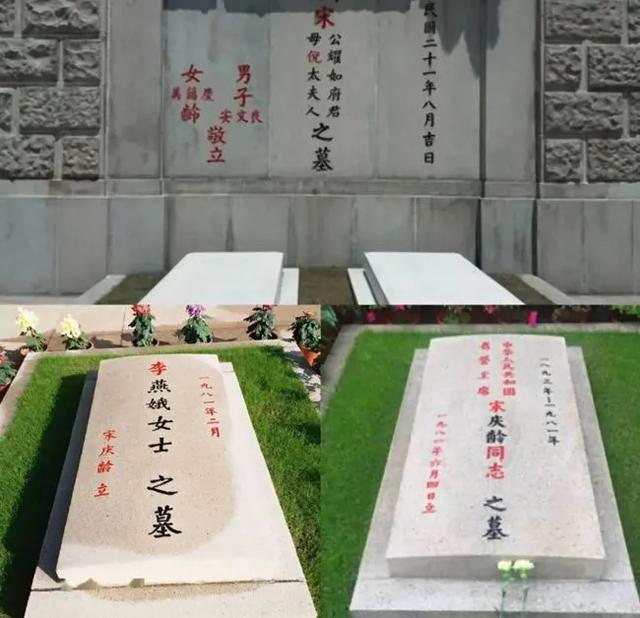 民國二十一年八月吉日
宋
公耀如府君
母倪太夫人
之墓
男子安文良
女美藹慶齡
敬立
一九八一年二月
李燕娥女士之墓
宋庆龄立
一八九三年—一九八一年
中华人民共和国
名誉主席
宋庆龄同志之墓
一九八一年六月四日立